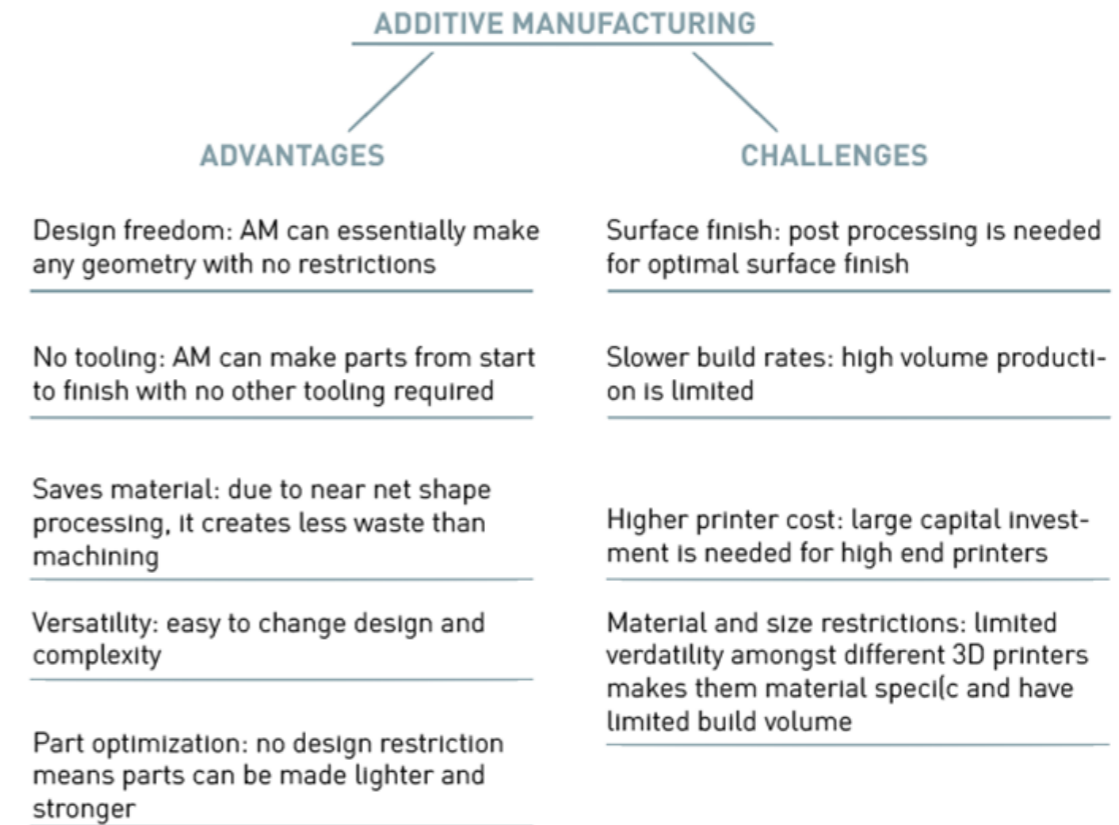 ADDITIVE MANUFACTURING
ADVANTAGES
Design freedom: AM can essentially make
any geometry with no restrictions
No tooling: AM can make parts from start
to finish with no other tooling required
Saves material: due to near net shape
processing, it creates less waste than
machining
Versatility: easy to change design and
complexity
Part optimization: no design restriction
means parts can be made lighter and
stronger
CHALLENGES
Surface finish: post processing is needed
for optimal surface finish
Slower build rates: high volume producti-
on is limited
Higher printer cost: large capital invest-
ment is needed for high end printers
Material and size restrictions: limited
verdatility amongst different 3D printers
makes them material speci(c and have
limited build volume